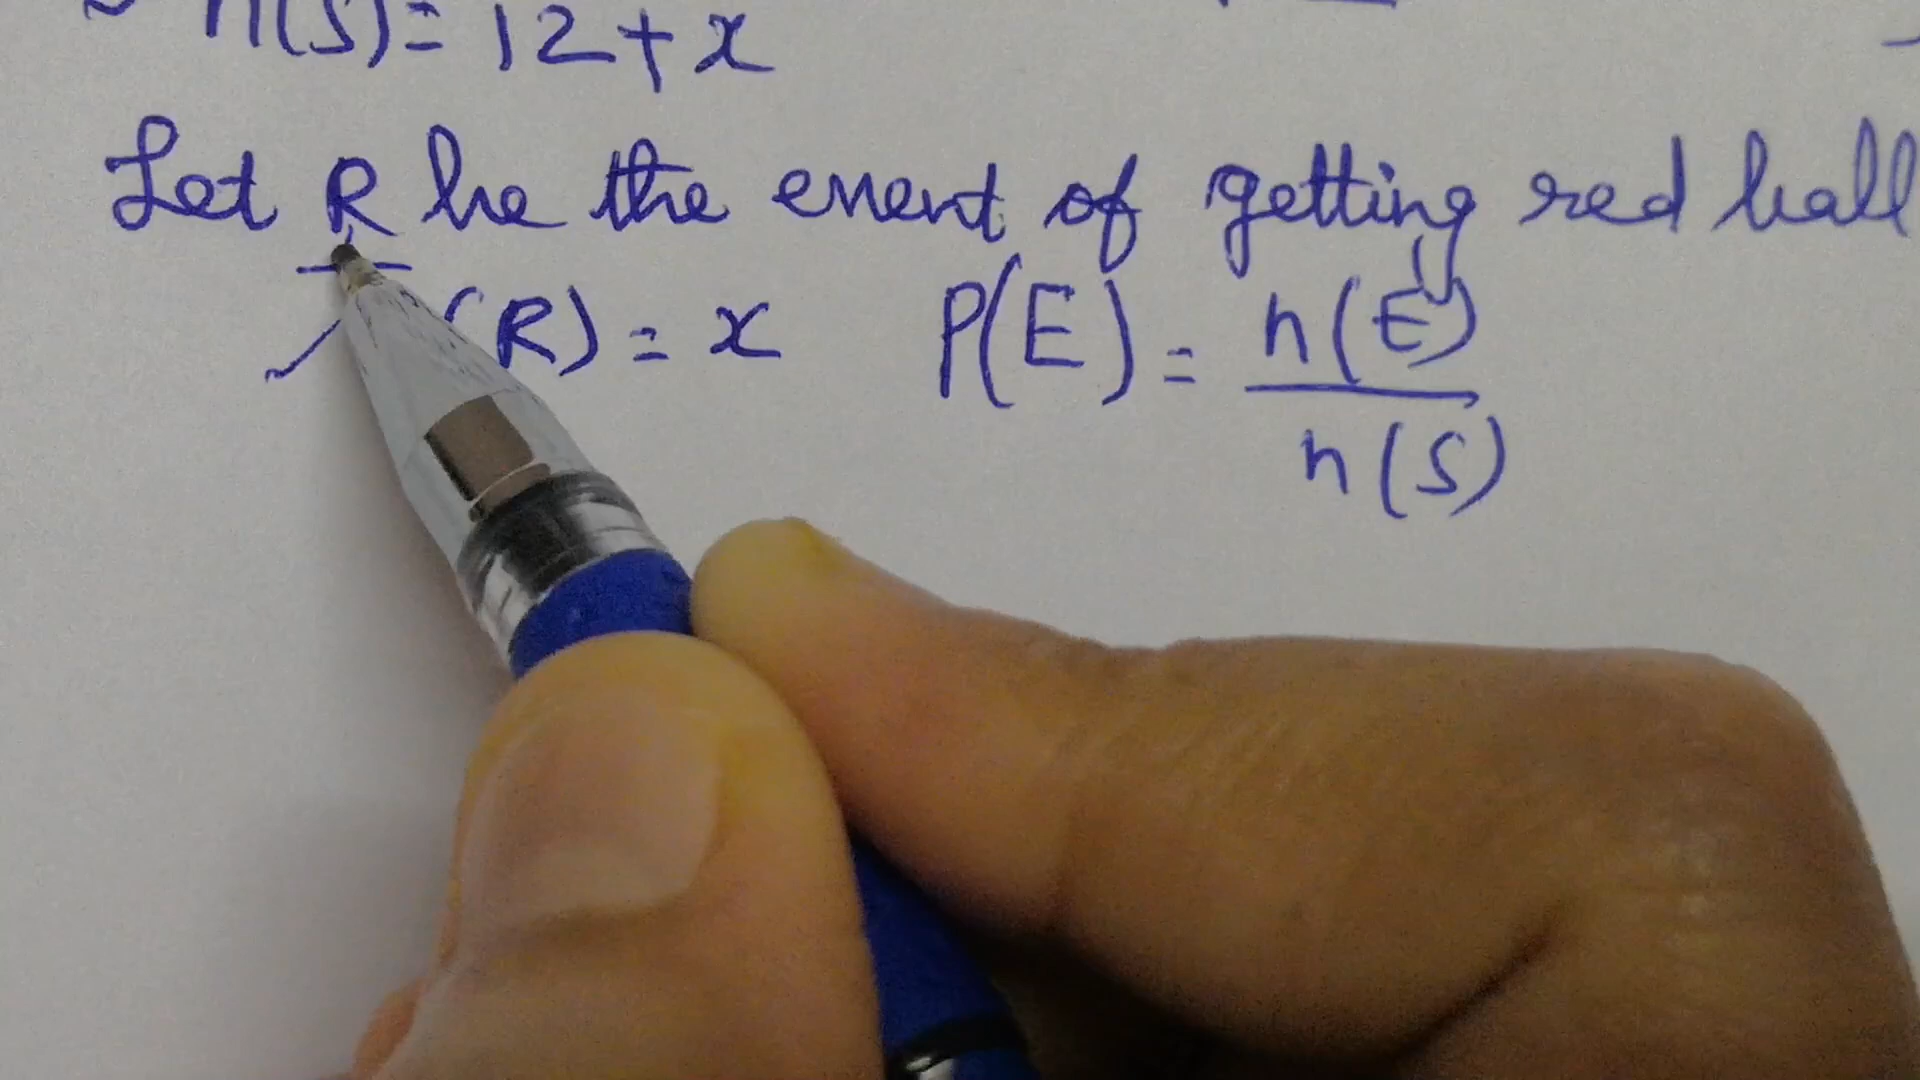 n(S) = 12 + x
Let R be the event of getting red ball
(R) = x P(E) = n(E)
n(S)